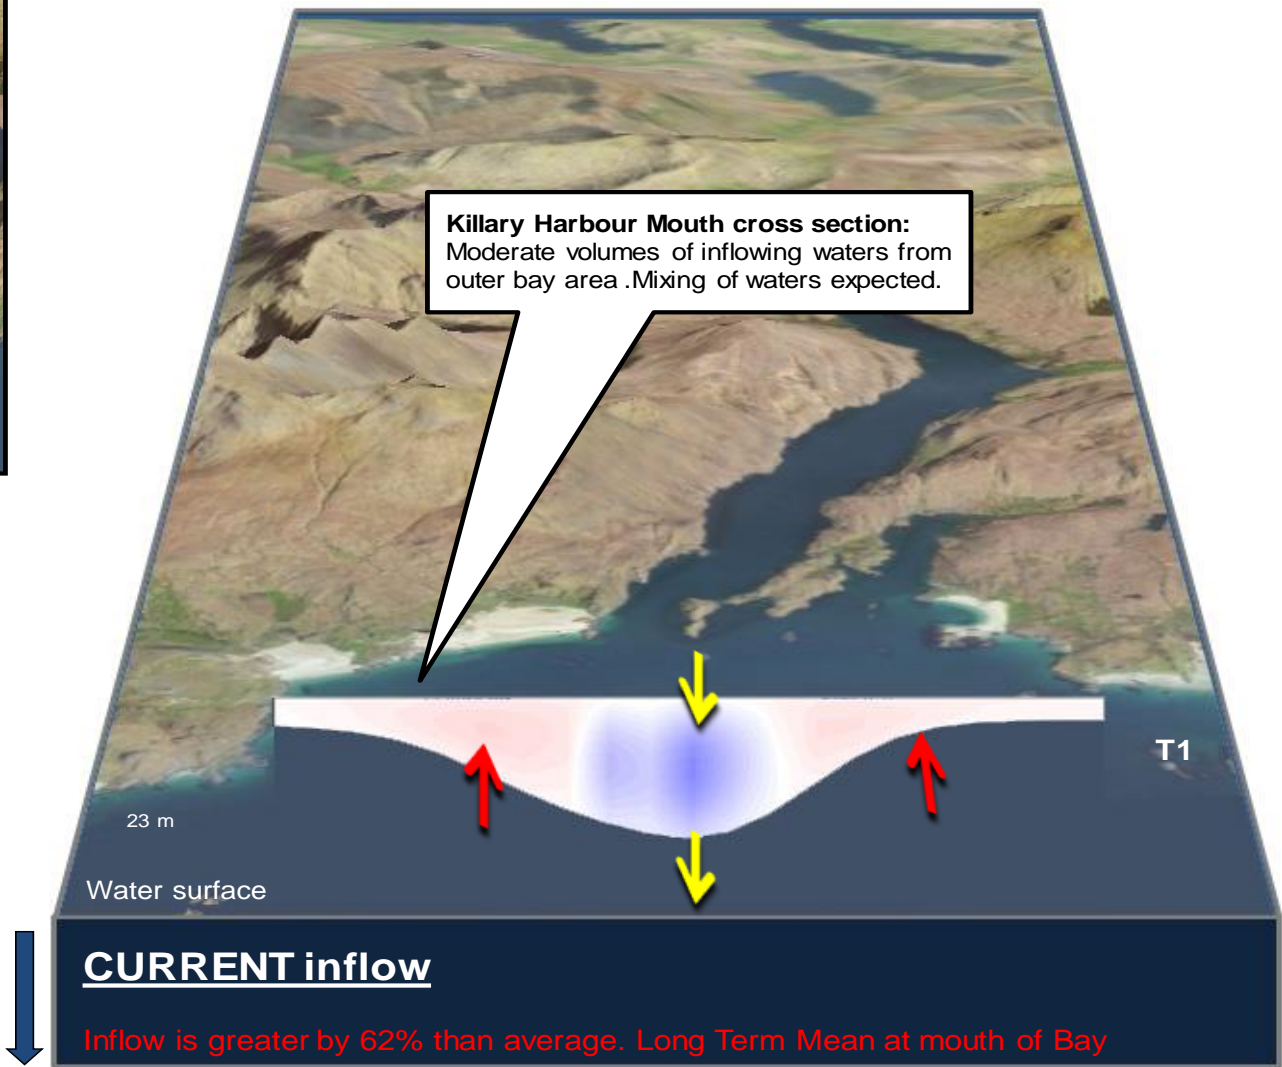 Killary Harbour Mouth cross section:
Moderate volumes of inflowing waters from
outer bay area .Mixing of waters expected.
T1
23 m
Water surface
CURRENT inflow
Inflow is greater by 62% than average. Long Term Mean at mouth of Bay